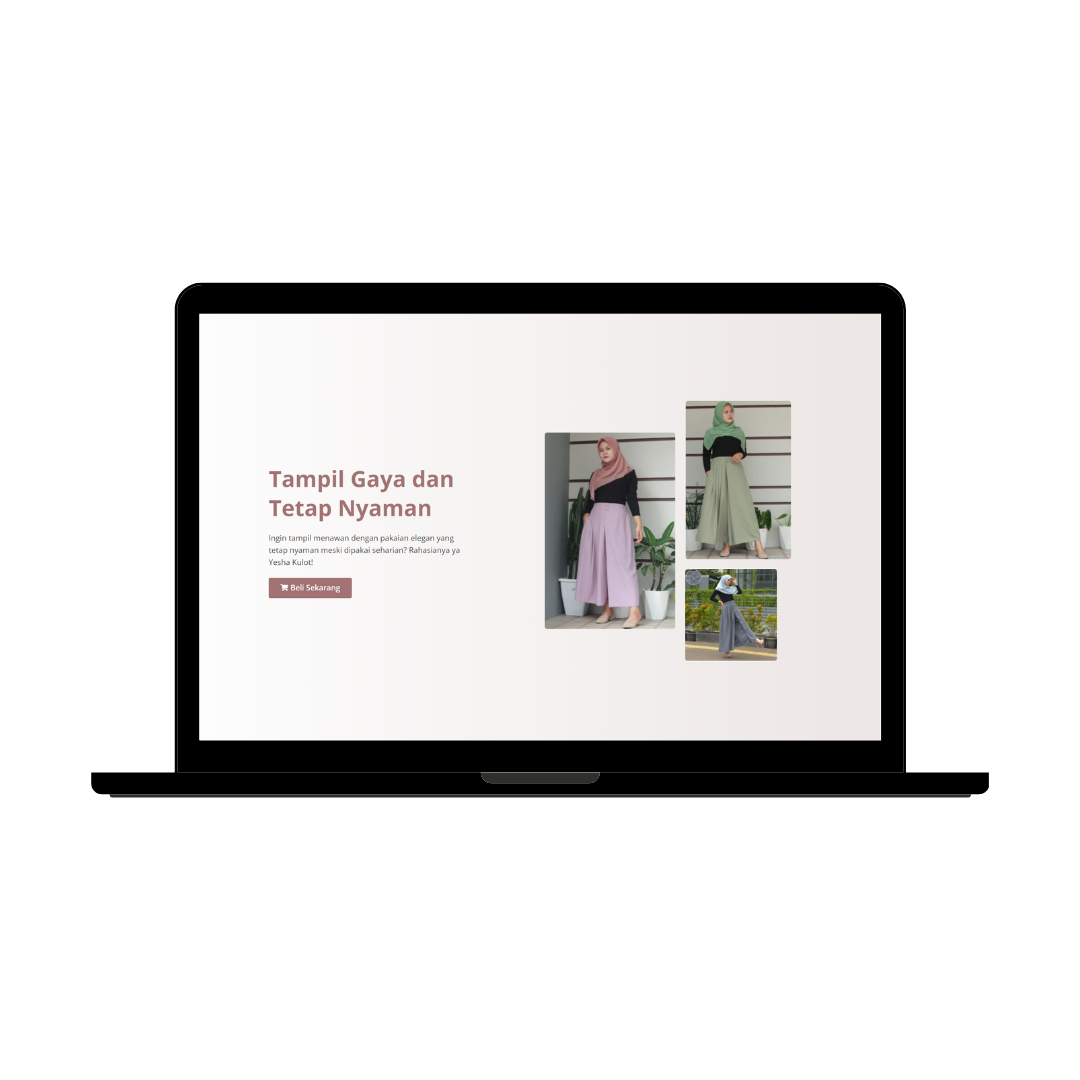 Tampil Gaya dan
Tetap Nyaman
Ingin tampil menawan dengan pakaian elegan yang
tetap nyaman meski dipakai seharian? Rahasianya ya
Yesha Kulot!
Beli Sekarang